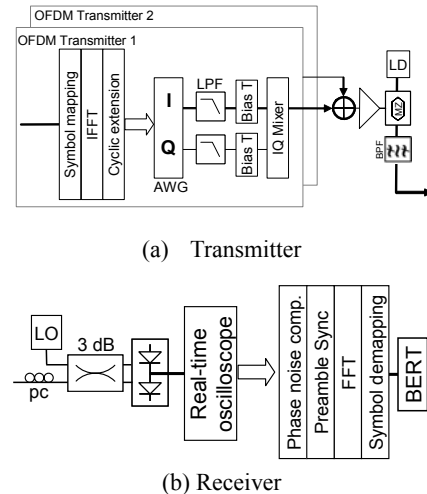 OFDM Transmitter 2
OFDM Transmitter 1
Symbol mapping
IFFT
Cyclic extension
I
Q
AWG
LPF
Bias T
Bias T
IQ Mixer
LD
MZ
BPF
(a) Transmitter
LO
3 dB
pc
Real-time
oscilloscope
Phase noise comp.
Preamble Sync
FFT
Symbol demapping
BERT
(b) Receiver